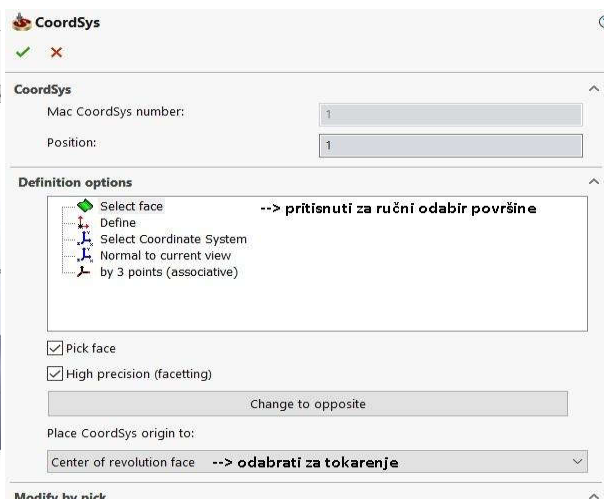 CoordSys
CoordSys
Mac CoordSys number:
1
Position:
1
Definition options
Select face --> pritisnuti za ručni odabir površine
Define
Select Coordinate System
Normal to current view
by 3 points (associative)
Pick face
High precision (facetting)
Change to opposite
Place CoordSys origin to:
Center of revolution face --> odabrati za tokarenje
Modify by pick